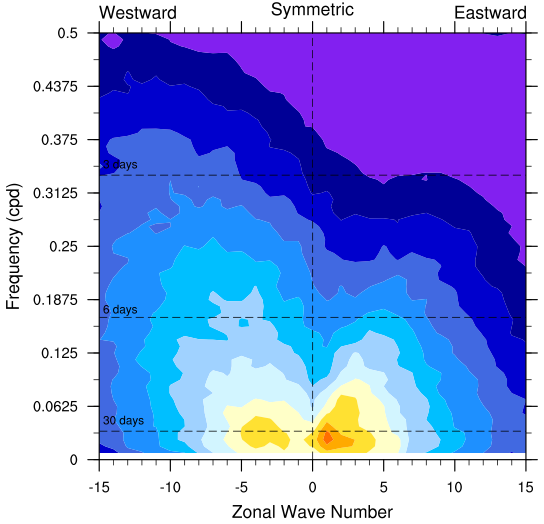 Westward Symmetric Eastward
0.5
0.4375
0.375
3 days
0.3125
0.25
0.1875
6 days
0.125
0.0625
30 days
0
-15 -10 -5 0 5 10 15
Zonal Wave Number
Frequency (cpd)